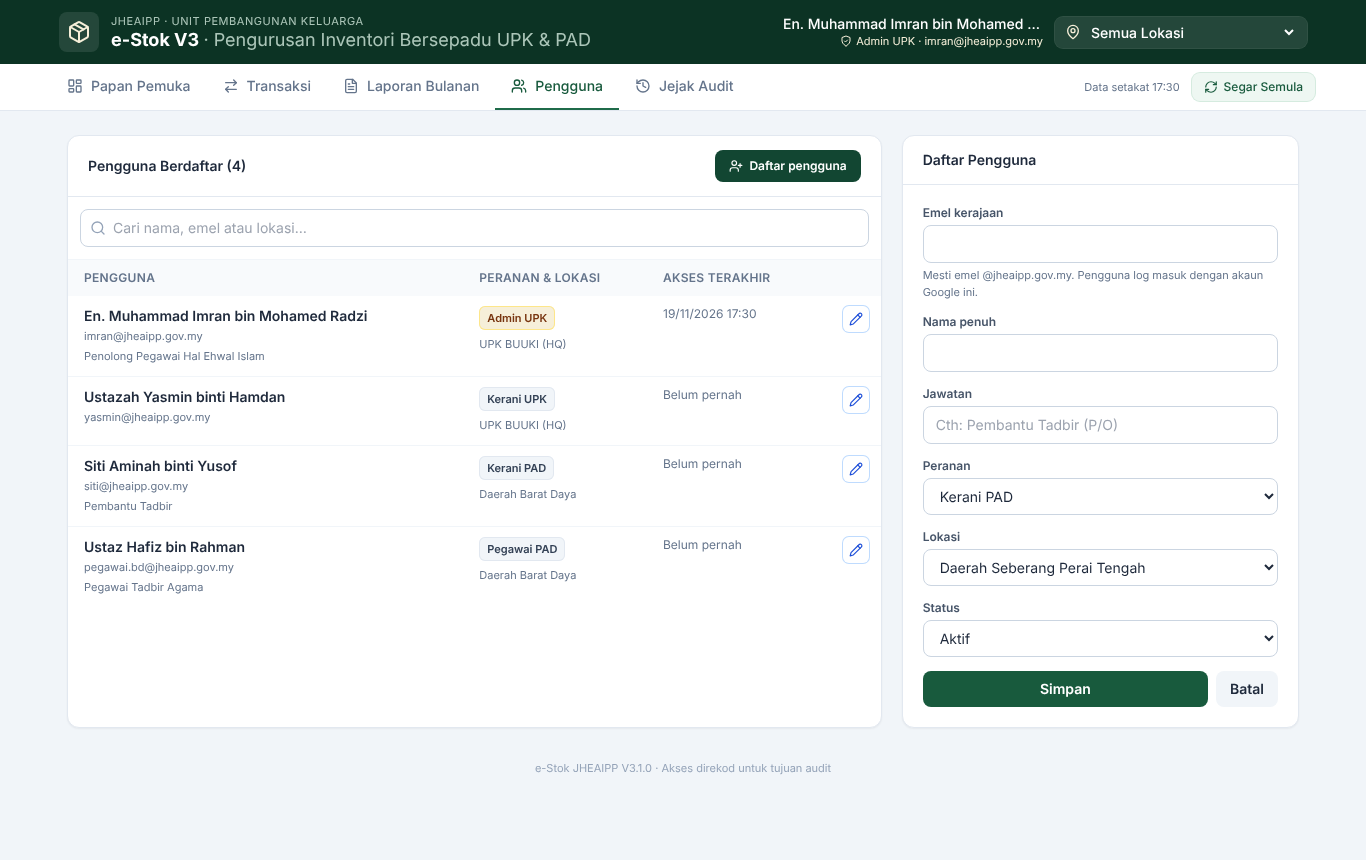 JHEAIPP · UNIT PEMBANGUNAN KELUARGA
e-Stok V3 · Pengurusan Inventori Bersepadu UPK & PAD
En. Muhammad Imran bin Mohamed ...
Admin UPK · imran@jheaipp.gov.my
Semua Lokasi
Papan Pemuka
Transaksi
Laporan Bulanan
Pengguna
Jejak Audit
Data setakat 17:30
Segar Semula
Pengguna Berdaftar (4)
Daftar pengguna
Cari nama, emel atau lokasi...
PENGGUNA
PERANAN & LOKASI
AKSES TERAKHIR
En. Muhammad Imran bin Mohamed Radzi
imran@jheaipp.gov.my
Penolong Pegawai Hal Ehwal Islam
Admin UPK
UPK BUUKI (HQ)
19/11/2026 17:30
Ustazah Yasmin binti Hamdan
yasmin@jheaipp.gov.my
Kerani UPK
UPK BUUKI (HQ)
Belum pernah
Siti Aminah binti Yusof
siti@jheaipp.gov.my
Pembantu Tadbir
Kerani PAD
Daerah Barat Daya
Belum pernah
Ustaz Hafiz bin Rahman
pegawai.bd@jheaipp.gov.my
Pegawai Tadbir Agama
Pegawai PAD
Daerah Barat Daya
Belum pernah
Daftar Pengguna
Emel kerajaan
Mesti emel @jheaipp.gov.my. Pengguna log masuk dengan akaun
Google ini.
Nama penuh
Jawatan
Cth: Pembantu Tadbir (P/O)
Peranan
Kerani PAD
Lokasi
Daerah Seberang Perai Tengah
Status
Aktif
Simpan
Batal
e-Stok JHEAIPP V3.1.0 · Akses direkod untuk tujuan audit